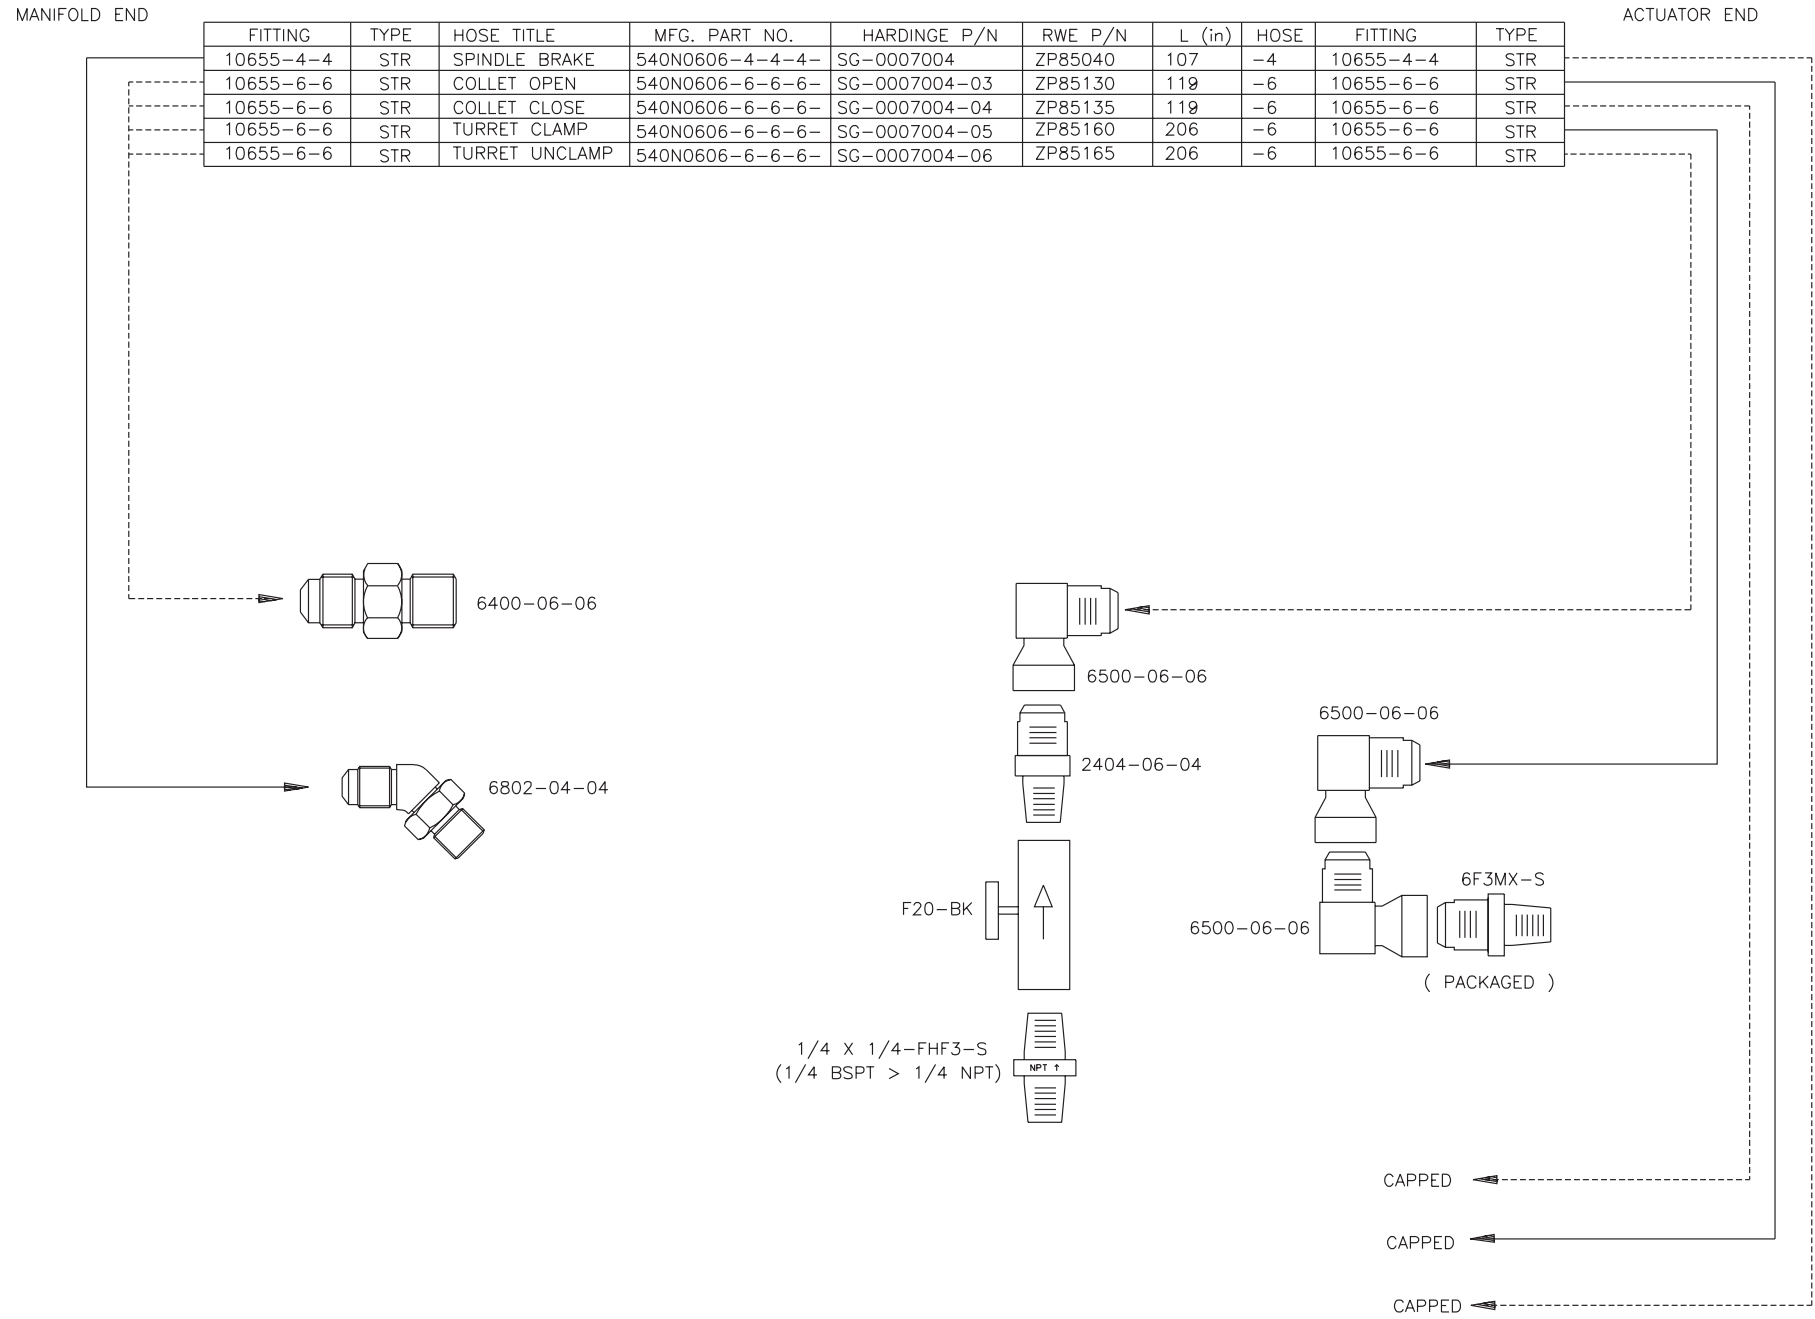 MANIFOLD END
ACTUATOR END
FITTING TYPE HOSE TITLE MFG. PART NO. HARDINGE P/N RWE P/N L (in) HOSE FITTING TYPE
10655-4-4 STR SPINDLE BRAKE 540N0606-4-4-4- SG-0007004 ZP85040 107 -4 10655-4-4 STR
10655-6-6 STR COLLET OPEN 540N0606-6-6-6- SG-0007004-03 ZP85130 119 -6 10655-6-6 STR
10655-6-6 STR COLLET CLOSE 540N0606-6-6-6- SG-0007004-04 ZP85135 119 -6 10655-6-6 STR
10655-6-6 STR TURRET CLAMP 540N0606-6-6-6- SG-0007004-05 ZP85160 206 -6 10655-6-6 STR
10655-6-6 STR TURRET UNCLAMP 540N0606-6-6-6- SG-0007004-06 ZP85165 206 -6 10655-6-6 STR
6400-06-06
6500-06-06
6500-06-06
2404-06-04
6802-04-04
6F3MX-S
F20-BK
6500-06-06
( PACKAGED )
1/4 X 1/4-FHF3-S
(1/4 BSPT > 1/4 NPT)
NPT ↑
CAPPED
CAPPED
CAPPED